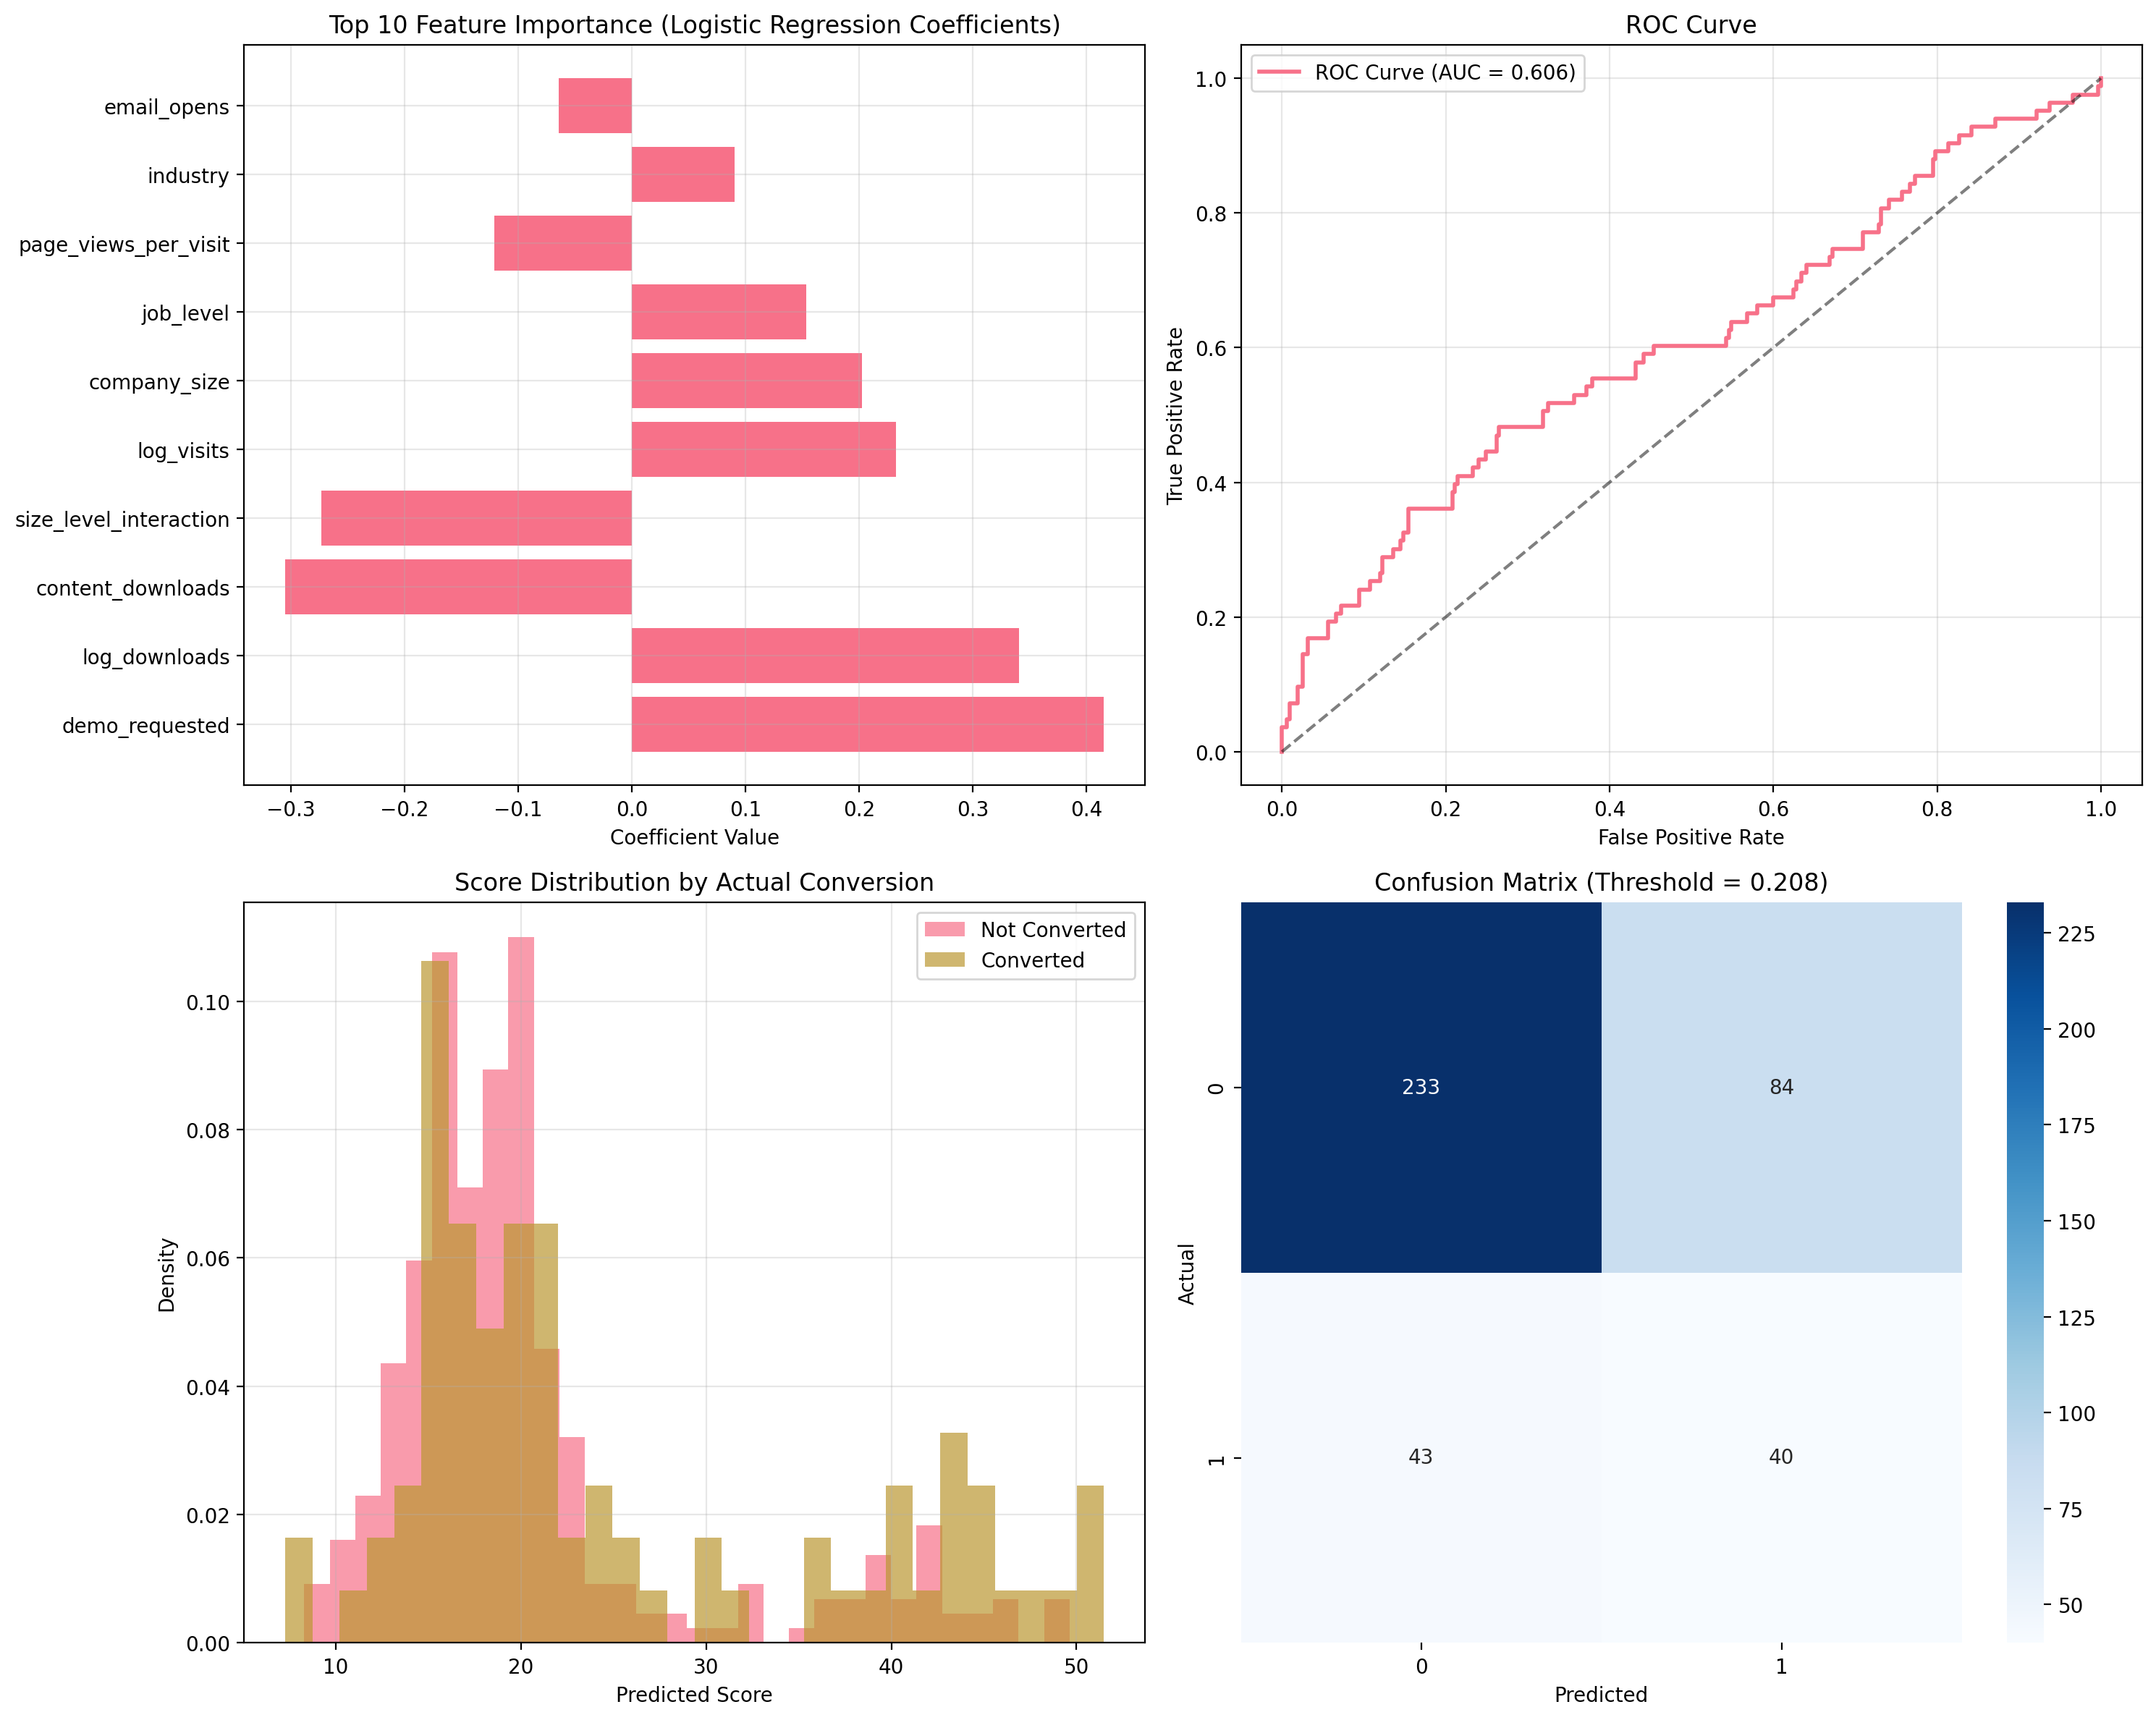 Top 10 Feature Importance (Logistic Regression Coefficients)
email_opens
industry
page_views_per_visit
job_level
company_size
log_visits
size_level_interaction
content_downloads
log_downloads
demo_requested
−0.3 −0.2 −0.1 0.0 0.1 0.2 0.3 0.4
Coefficient Value
ROC Curve
ROC Curve (AUC = 0.606)
1.0
0.8
0.6
0.4
0.2
0.0
True Positive Rate
0.0 0.2 0.4 0.6 0.8 1.0
False Positive Rate
Score Distribution by Actual Conversion
Not Converted
Converted
0.10
0.08
0.06
0.04
0.02
0.00
Density
10 20 30 40 50
Predicted Score
Confusion Matrix (Threshold = 0.208)
233 84
43 40
0
1
Actual
0 1
Predicted
225
200
175
150
125
100
75
50